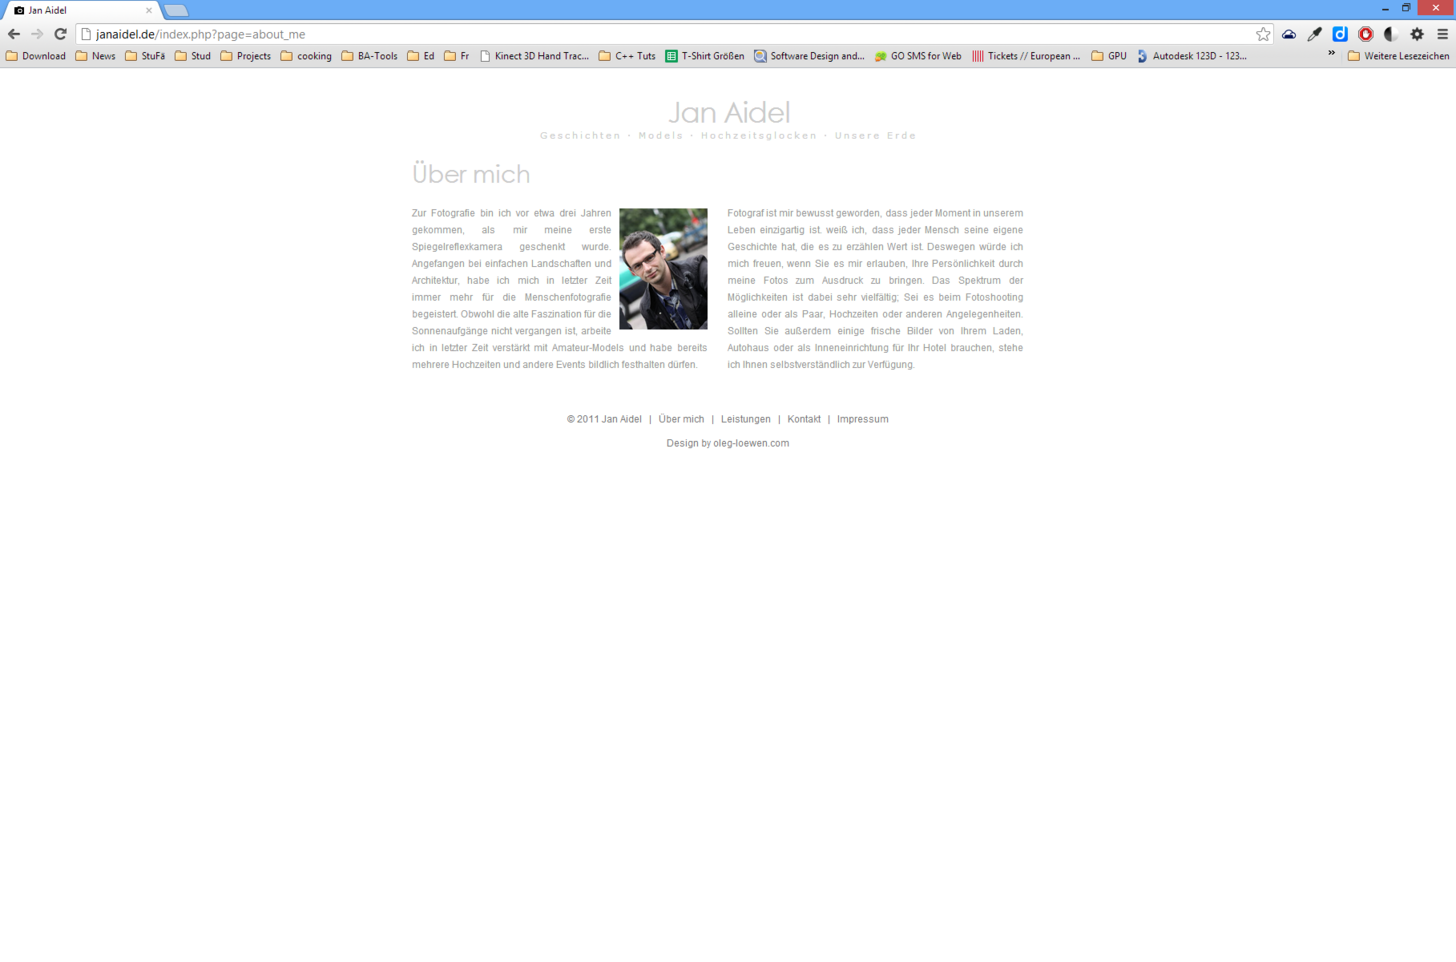 Jan Aidel
janaidel.de/index.php?page=about_me
Download News StuFä Stud Projects cooking BA-Tools Ed Fr Kinect 3D Hand Trac... C++ Tuts T-Shirt Größen Software Design and... GO SMS for Web Tickets // European ... GPU Autodesk 123D - 123... » Weitere Lesezeichen
Jan Aidel
Geschichten - Models - Hochzeitsglocken - Unsere Erde
Über mich
Zur Fotografie bin ich vor etwa drei Jahren
gekommen, als mir meine erste
Spiegelreflexkamera geschenkt wurde.
Angefangen bei einfachen Landschaften und
Architektur, habe ich mich in letzter Zeit
immer mehr für die Menschenfotografie
begeistert. Obwohl die alte Faszination für die
Sonnenaufgänge nicht vergangen ist, arbeite
ich in letzter Zeit verstärkt mit Amateur-Models und habe bereits
mehrere Hochzeiten und andere Events bildlich festhalten dürfen.
Fotograf ist mir bewusst geworden, dass jeder Moment in unserem
Leben einzigartig ist. weiß ich, dass jeder Mensch seine eigene
Geschichte hat, die es zu erzählen Wert ist. Deswegen würde ich
mich freuen, wenn Sie es mir erlauben, Ihre Persönlichkeit durch
meine Fotos zum Ausdruck zu bringen. Das Spektrum der
Möglichkeiten ist dabei sehr vielfältig; Sei es beim Fotoshooting
alleine oder als Paar, Hochzeiten oder anderen Angelegenheiten.
Sollten Sie außerdem einige frische Bilder von Ihrem Laden,
Autohaus oder als Inneneinrichtung für Ihr Hotel brauchen, stehe
ich Ihnen selbstverständlich zur Verfügung.
© 2011 Jan Aidel | Über mich | Leistungen | Kontakt | Impressum
Design by oleg-loewen.com